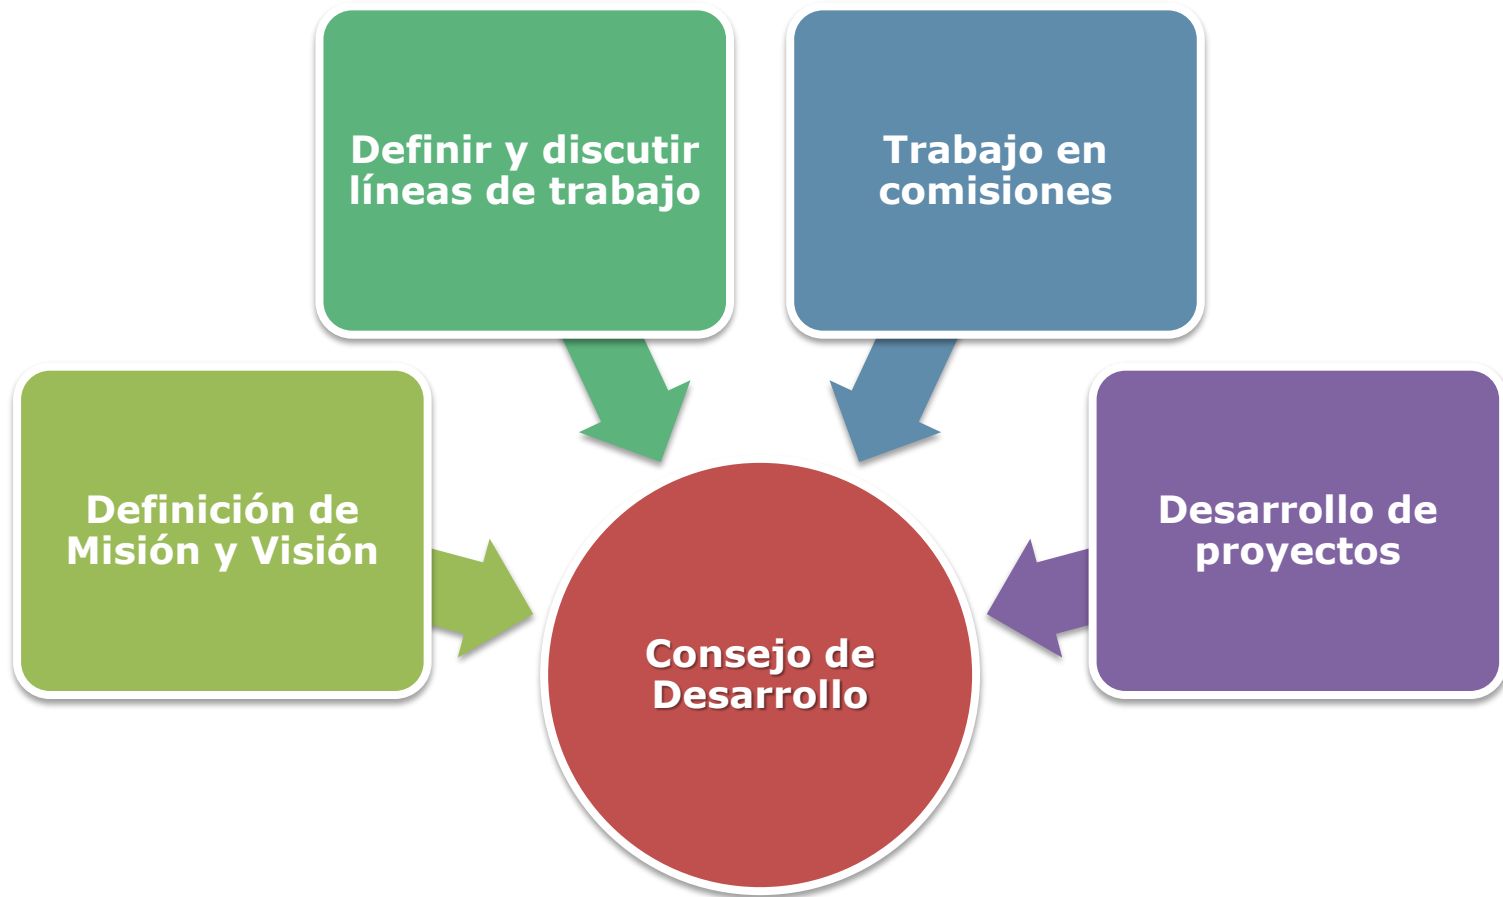 Definir y discutir
líneas de trabajo
Trabajo en
comisiones
Definición de
Misión y Visión
Desarrollo de
proyectos
Consejo de
Desarrollo